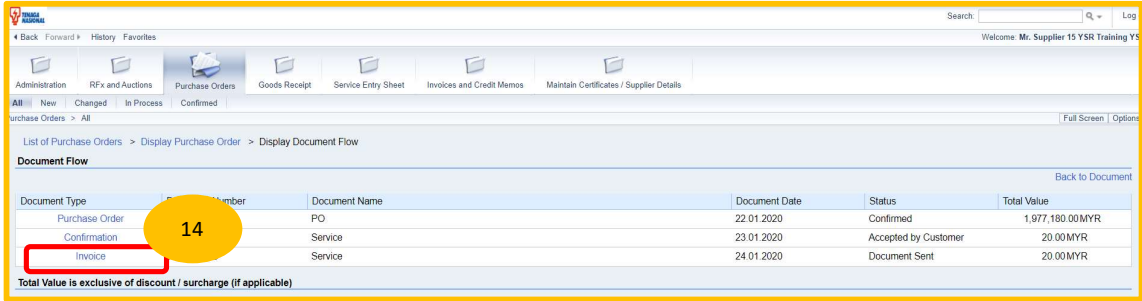 TENAGA NASIONAL Search: Log
Back Forward History Favorites Welcome: Mr. Supplier 15 YSR Training YS
Administration RFx and Auctions Purchase Orders Goods Receipt Service Entry Sheet Invoices and Credit Memos Maintain Certificates / Supplier Details
All New Changed In Process Confirmed
Purchase Orders > All Full Screen Options
List of Purchase Orders > Display Purchase Order > Display Document Flow
Document Flow
Back to Document
Document Type Document Name Document Date Status Total Value
Purchase Order PO 22.01.2020 Confirmed 1,977,180.00 MYR
14
Confirmation Service 23.01.2020 Accepted by Customer 20.00 MYR
Invoice Service 24.01.2020 Document Sent 20.00 MYR
Total Value is exclusive of discount / surcharge (if applicable)